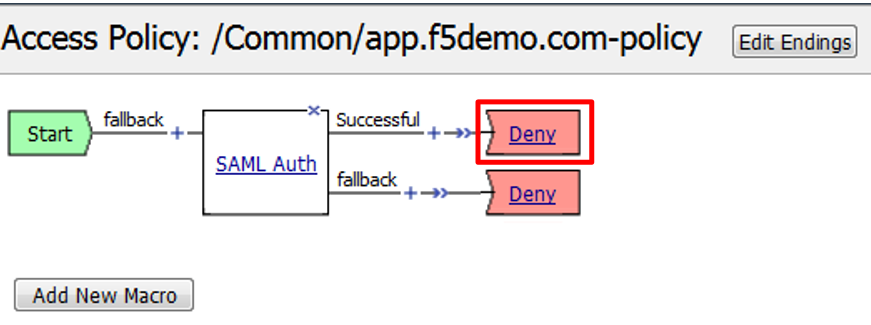 Access Policy: /Common/app.f5demo.com-policy
Edit Endings
Start
fallback
+
SAML Auth
×
Successful
+
Deny
fallback
+
Deny
Add New Macro